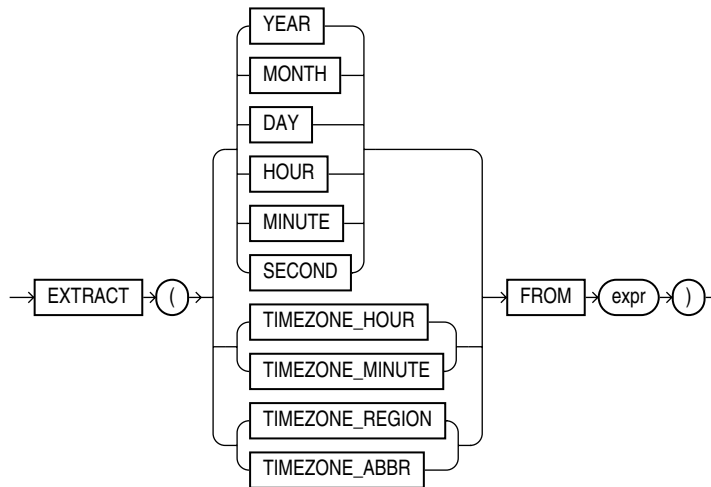 YEAR
MONTH
DAY
HOUR
MINUTE
SECOND
EXTRACT ( FROM expr )
TIMEZONE_HOUR
TIMEZONE_MINUTE
TIMEZONE_REGION
TIMEZONE_ABBR